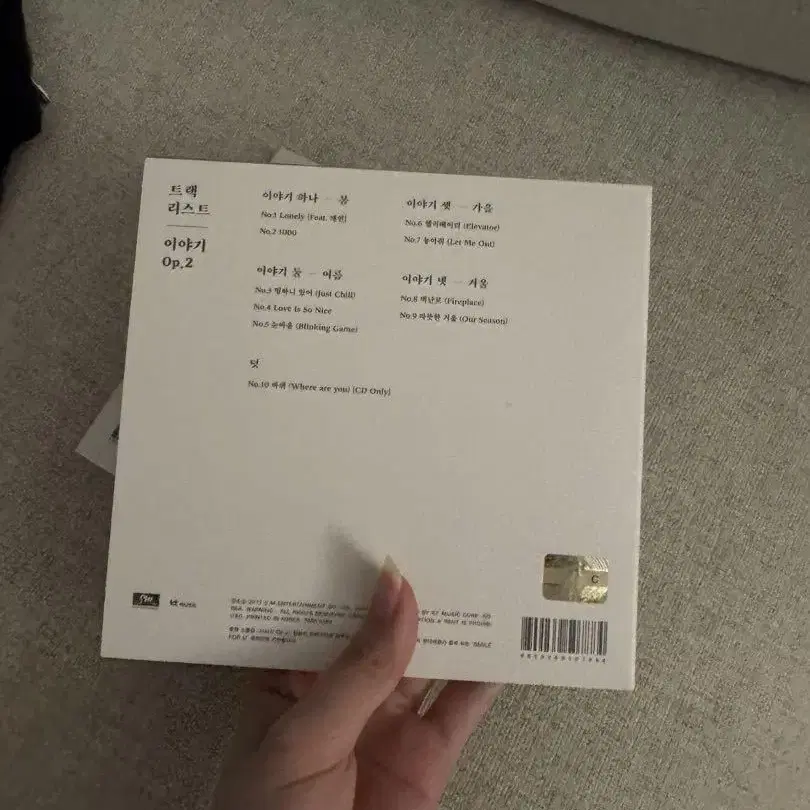 트랙
리스트
이야기
Op.2
이야기 하나 – 봄
No.1 Lonely (Feat. 태연)
No.2 1000
이야기 둘 – 여름
No.3 멍하니 있어 (Just Chill)
No.4 Love Is So Nice
No.5 눈싸움 (Blinking Game)
이야기 셋 – 가을
No.6 엘리베이터 (Elevator)
No.7 놓아줘 (Let Me Out)
이야기 넷 – 겨울
No.8 벽난로 (Fireplace)
No.9 따뜻한 겨울 (Our Season)
덧
No.10 바퀴 (Where are you) [CD Only]
kt music
C